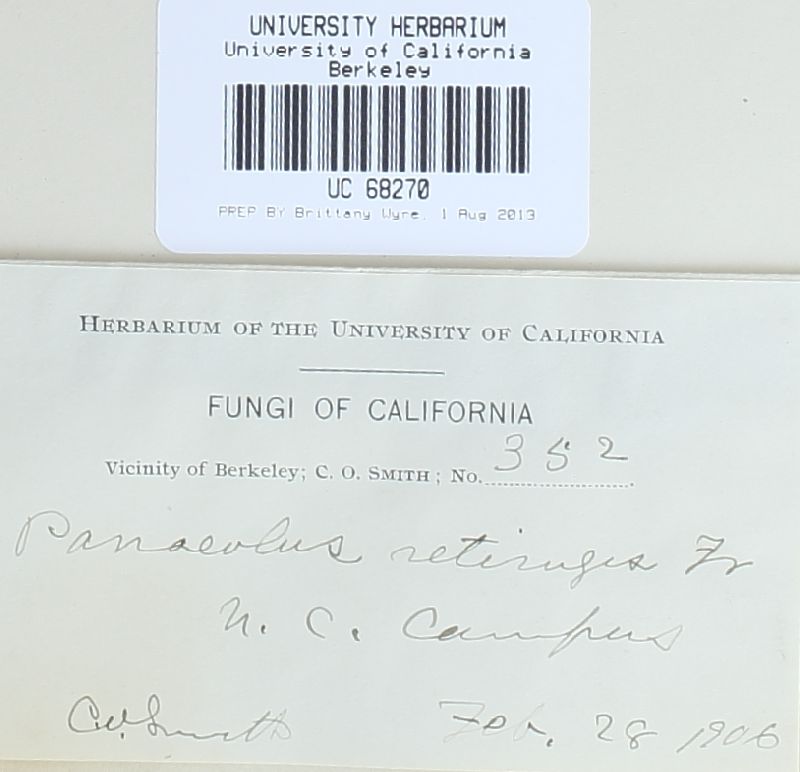 UNIVERSITY HERBARIUM
University of California
Berkeley
UC 68270
PREP BY Brittany Wyre, 1 Aug 2013
HERBARIUM OF THE UNIVERSITY OF CALIFORNIA
FUNGI OF CALIFORNIA
Vicinity of Berkeley; C. O. SMITH; No. 352
Panaeolus retirugis Fr
U. C. Campus
C.O. Smith Feb. 28 1906